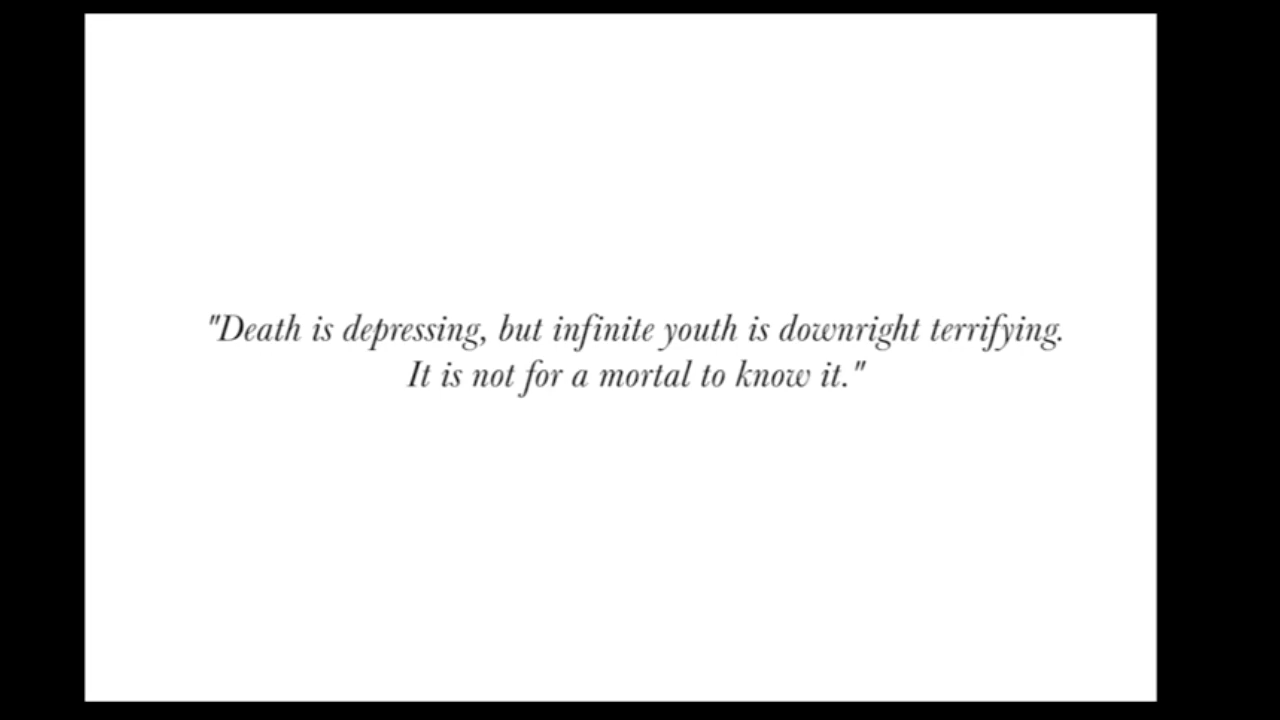 "Death is depressing, but infinite youth is downright terrifying.
It is not for a mortal to know it."